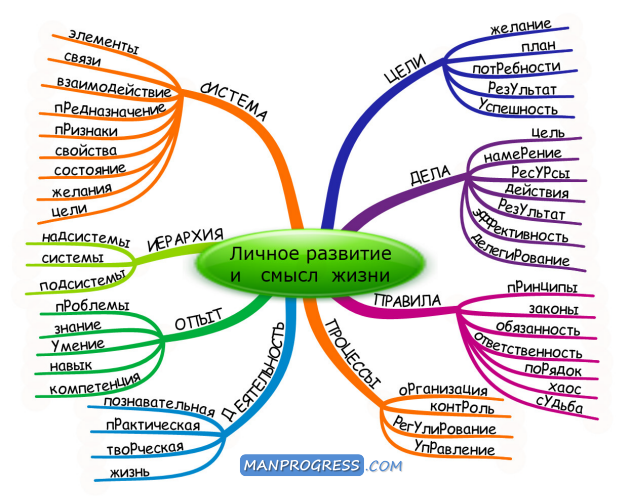 Личное развитие
и смысл жизни
СИСТЕМА
элементы
связи
взаимодействие
пРедназначение
пРизнаки
свойства
состояние
желания
цели
ИЕРАРХИЯ
надсистемы
системы
подсистемы
ОПЫТ
пРоблемы
знание
Умение
навык
компетенция
ДЕЯТЕЛЬНОСТЬ
познавательная
пРактическая
твоРческая
жизнь
ЦЕЛИ
желание
план
потРебности
РезУльтат
Успешность
ДЕЛА
цель
намеРение
РесУРсы
действия
РезУльтат
эффективность
делегиРование
ПРАВИЛА
пРинципы
законы
обязанность
ответственность
поРядок
хаос
сУдьба
ПРОЦЕССЫ
оРганизация
контРоль
РегУлиРование
УпРавление
MANPROGRESS.COM